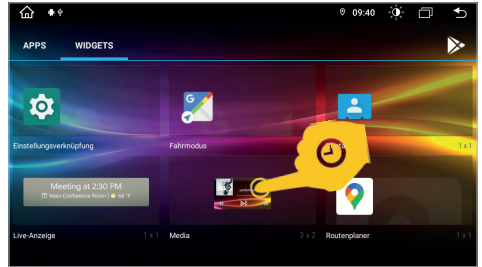 09:40
APPS WIDGETS
Einstellungsverknüpfung
Fahrmodus
1 x 1
Meeting at 2:30 PM
Main Conference Room | 66 °F
Live-Anzeige 1 x 1
Media 3 x 2
Routenplaner 1 x 1